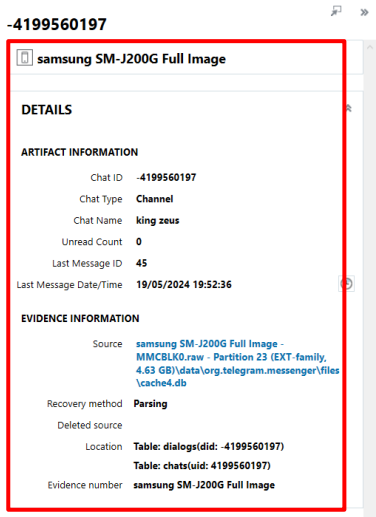 -4199560197
samsung SM-J200G Full Image
DETAILS
ARTIFACT INFORMATION
Chat ID -4199560197
Chat Type Channel
Chat Name king zeus
Unread Count 0
Last Message ID 45
Last Message Date/Time 19/05/2024 19:52:36
EVIDENCE INFORMATION
Source samsung SM-J200G Full Image -
MMCBLK0.raw - Partition 23 (EXT-family,
4.63 GB)\data\org.telegram.messenger\files
\cache4.db
Recovery method Parsing
Deleted source
Location Table: dialogs(did: -4199560197)
Table: chats(uid: 4199560197)
Evidence number samsung SM-J200G Full Image